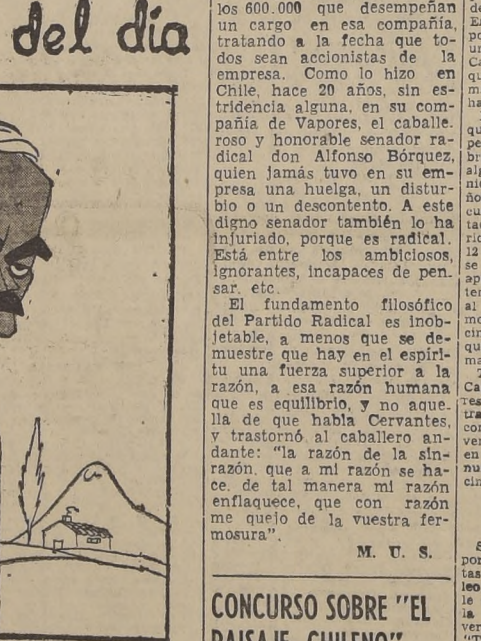 del día
los 600.000 que desempeñan
un cargo en esa compañía,
tratando a la fecha que to-
dos sean accionistas de la
empresa. Como lo hizo en
Chile, hace 20 años, sin es-
tridencia alguna, en su com-
pañía de Vapores, el caballe.
roso y honorable senador ra-
dical don Alfonso Bórquez,
quien jamás tuvo en su em-
presa una huelga, un distur-
bio o un descontento. A este
digno senador también lo ha
injuriado, porque es radical.
Está entre los ambiciosos,
ignorantes, incapaces de pen-
sar. etc.
El fundamento filosófico
del Partido Radical es inob-
jetable, a menos que se de-
muestre que hay en el espíri-
tu una fuerza superior a la
razón, a esa razón humana
que es equilibrio, y no aque-
lla de que habla Cervantes,
y trastornó al caballero an-
dante: "la razón de la sin-
razón. que a mi razón se ha-
ce. de tal manera mi razón
enflaquece, que con razón
me quejo de la vuestra fer-
mosura".
M. U. S.
CONCURSO SOBRE "EL
PAISAJE CHILENO"